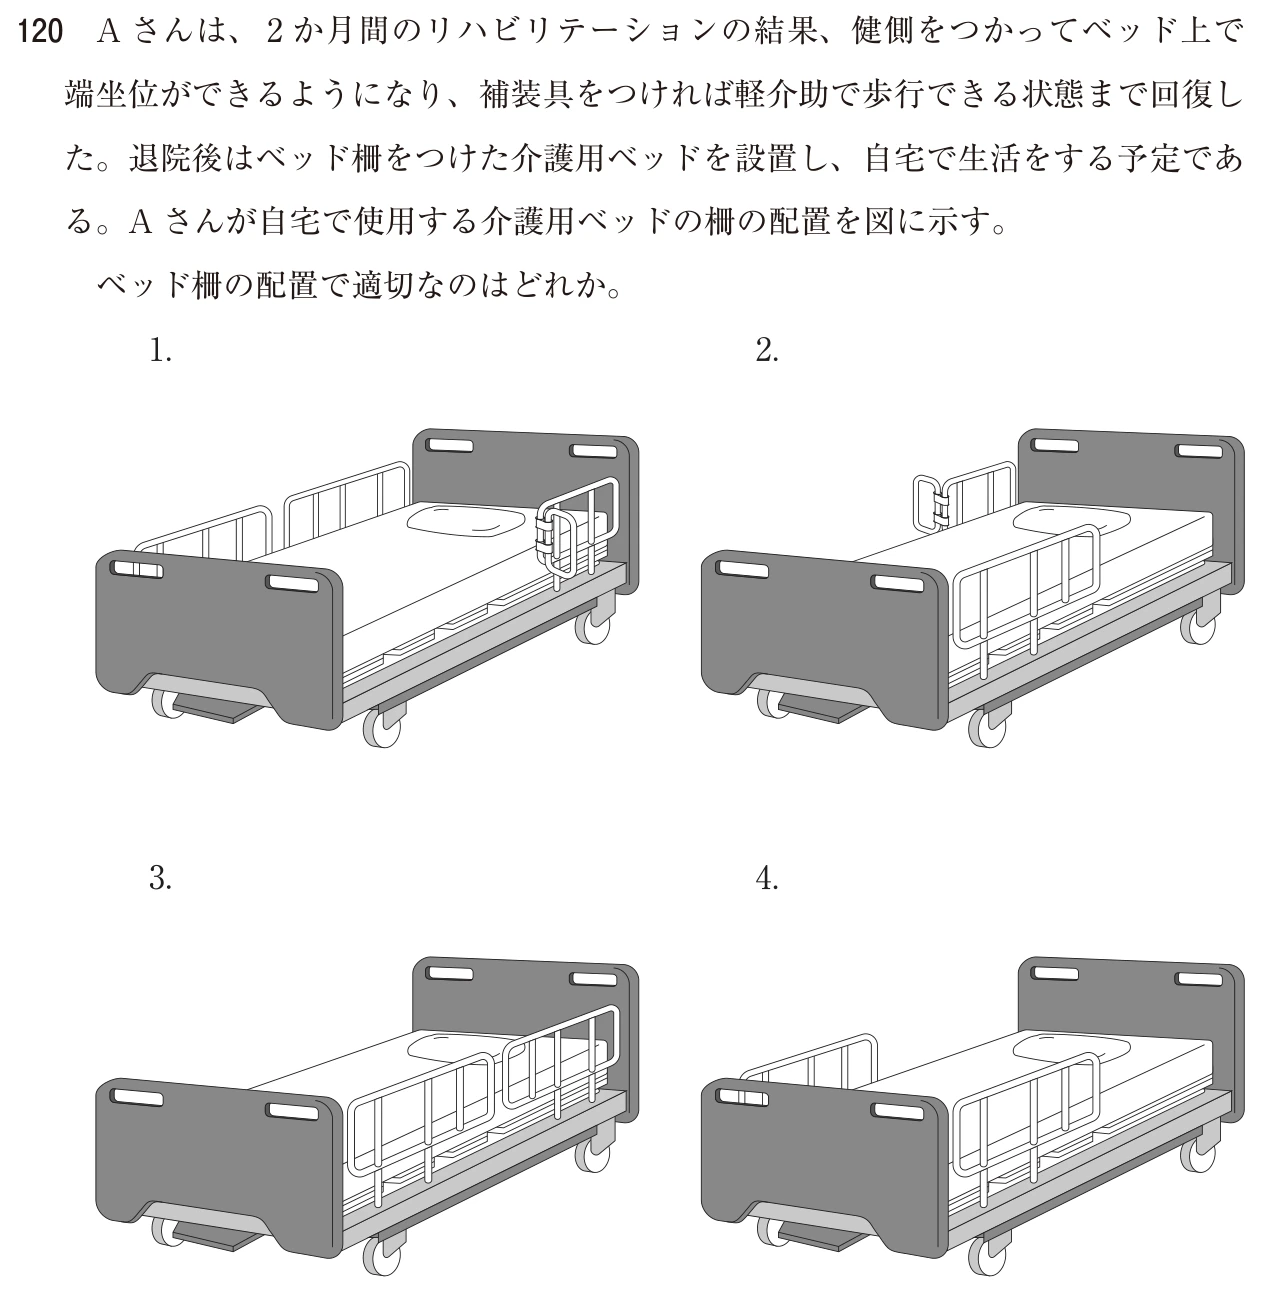 120 Aさんは、2か月間のリハビリテーションの結果、健側をつかってベッド上で
端坐位ができるようになり、補装具をつければ軽介助で歩行できる状態まで回復し
た。退院後はベッド柵をつけた介護用ベッドを設置し、自宅で生活をする予定であ
る。Aさんが自宅で使用する介護用ベッドの柵の配置を図に示す。
ベッド柵の配置で適切なのはどれか。
1.
2.
3.
4.